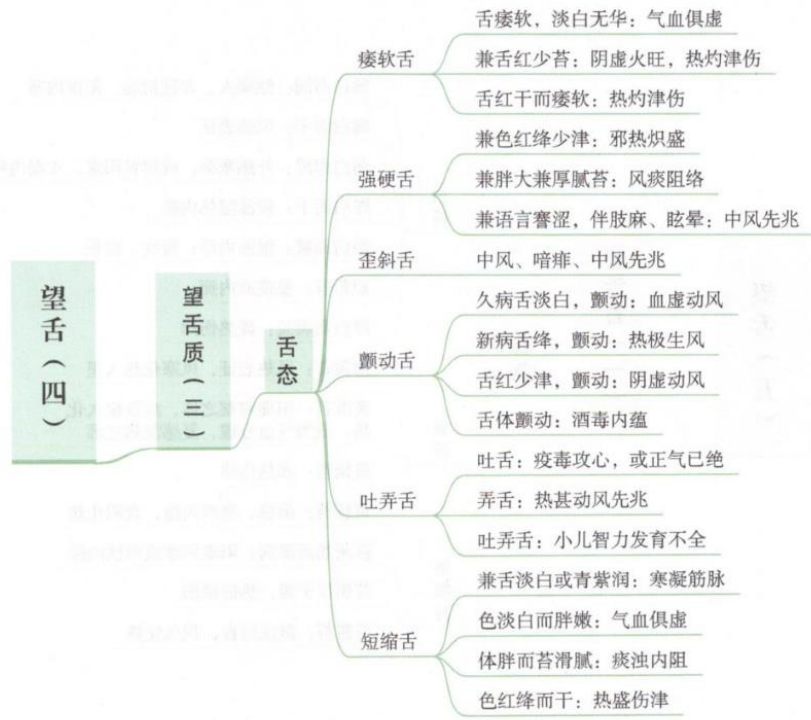 望舌（四）
望舌质（三）
舌态
痿软舌
舌痿软，淡白无华：气血俱虚
兼舌红少苔：阴虚火旺，热灼津伤
舌红干而痿软：热灼津伤
强硬舌
兼色红绛少津：邪热炽盛
兼胖大兼厚腻苔：风痰阻络
兼语言謇涩，伴肢麻、眩晕：中风先兆
歪斜舌
中风、喑痱、中风先兆
颤动舌
久病舌淡白，颤动：血虚动风
新病舌绛，颤动：热极生风
舌红少津，颤动：阴虚动风
舌体颤动：酒毒内蕴
吐弄舌
吐舌：疫毒攻心，或正气已绝
弄舌：热甚动风先兆
吐弄舌：小儿智力发育不全
短缩舌
兼舌淡白或青紫润：寒凝筋脉
色淡白而胖嫩：气血俱虚
体胖而苔滑腻：痰浊内阻
色红绛而干：热盛伤津